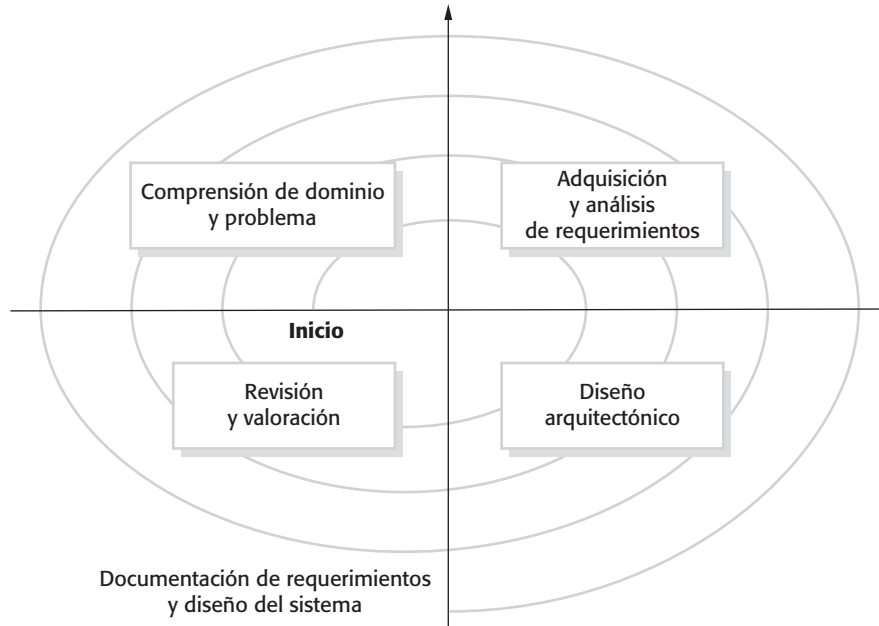 Comprensión de dominio
y problema
Adquisición
y análisis
de requerimientos
Inicio
Revisión
y valoración
Diseño
arquitectónico
Documentación de requerimientos
y diseño del sistema